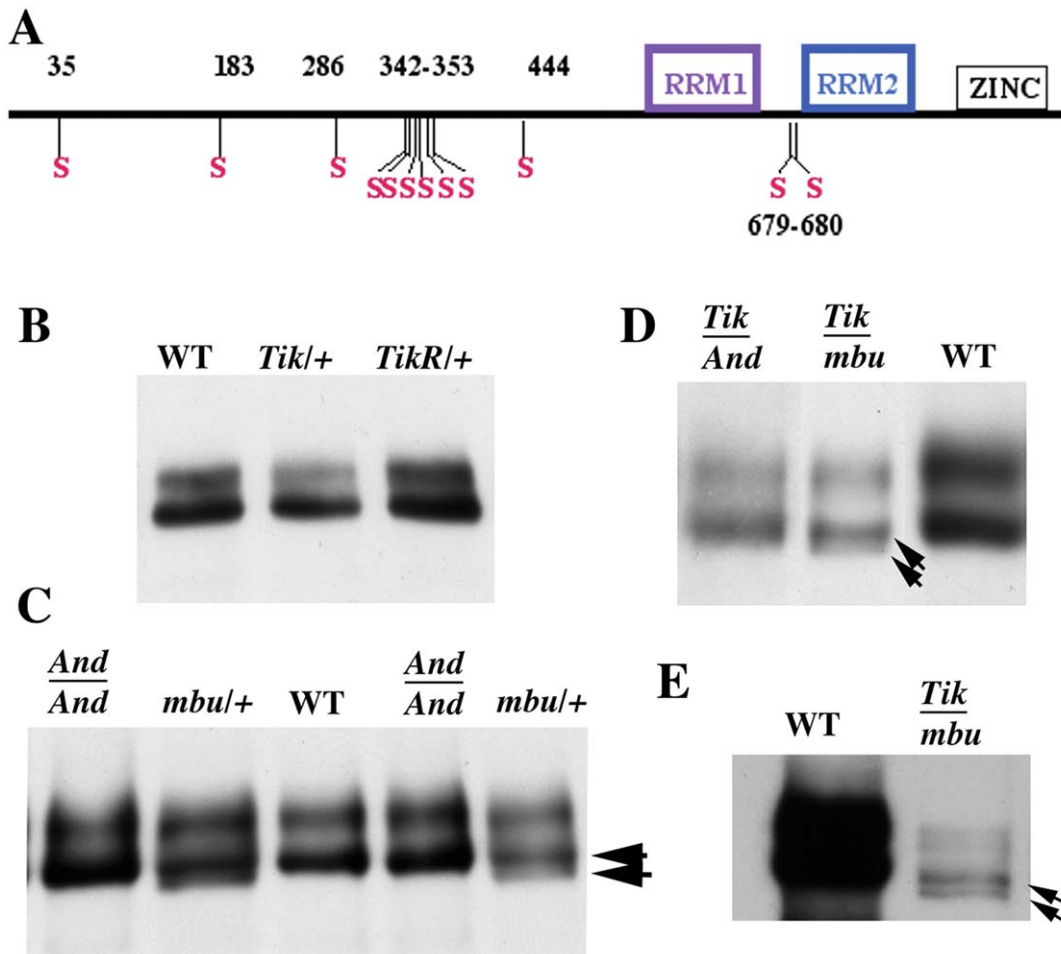 A
35 183 286 342-353 444 RRM1 RRM2 ZINC
S S S SSSSSS S S S
679-680
B
WT Tik/+ TikR/+
C
And/And mbu/+ WT And/And mbu/+
D
Tik/And Tik/mbu WT
E
WT Tik/mbu